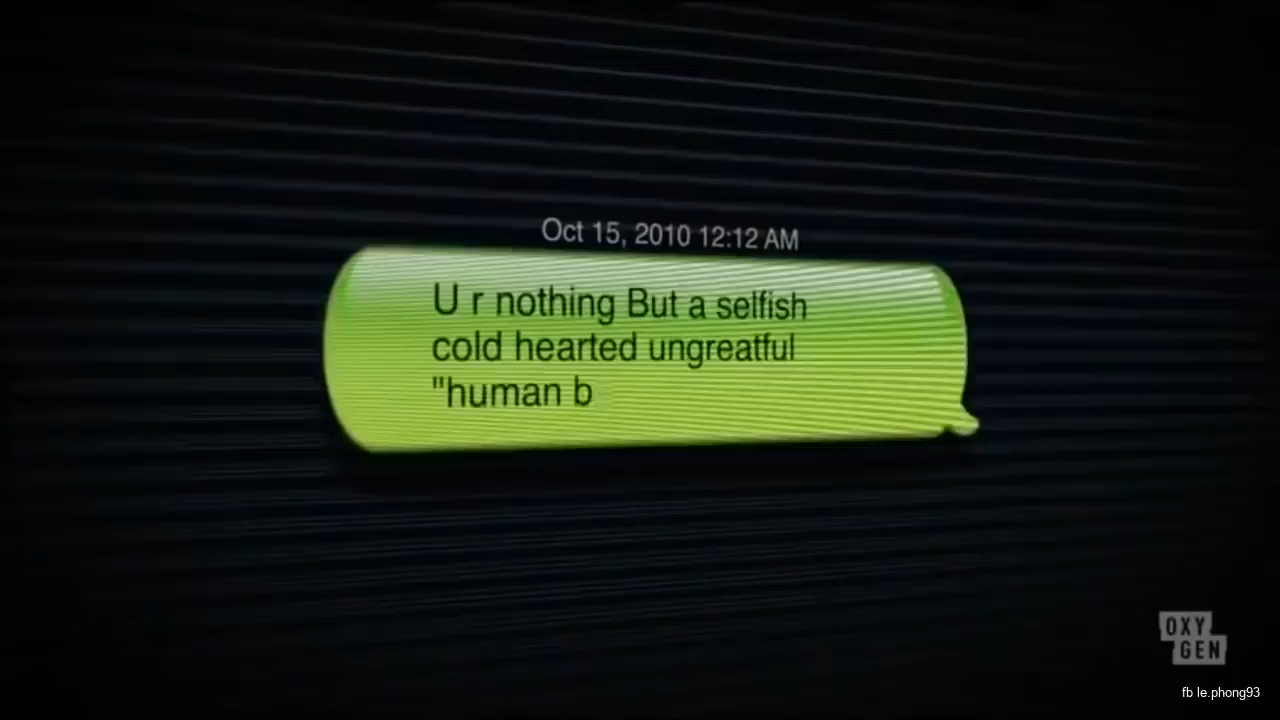 Oct 15, 2010 12:12 AM
U r nothing But a selfish
cold hearted ungreatful
"human b
OXY
GEN
fb le.phong93